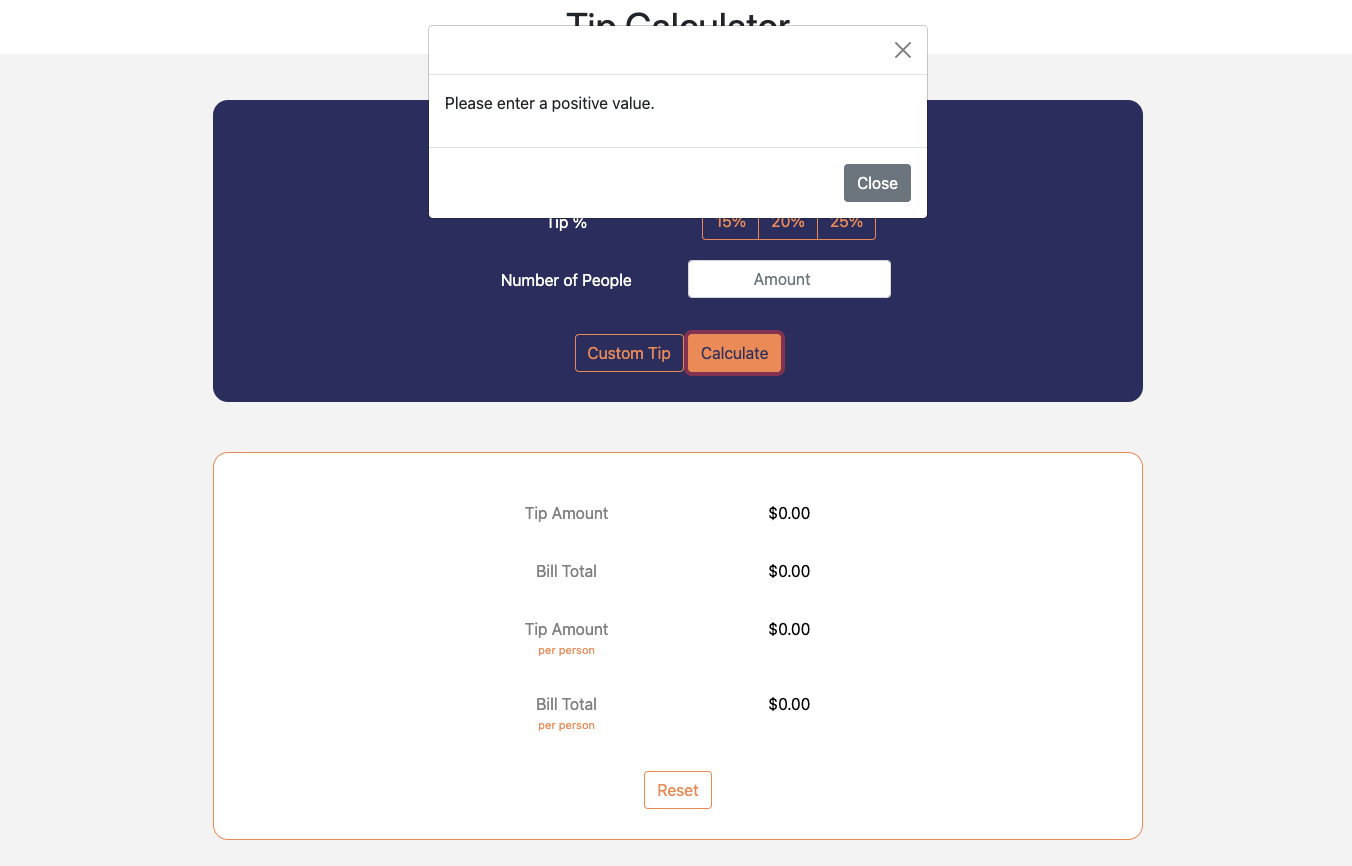 Tip Calculator
Please enter a positive value.
Close
Tip % 15% 20% 25%
Number of People Amount
Custom Tip Calculate
Tip Amount $0.00
Bill Total $0.00
Tip Amount $0.00
per person
Bill Total $0.00
per person
Reset